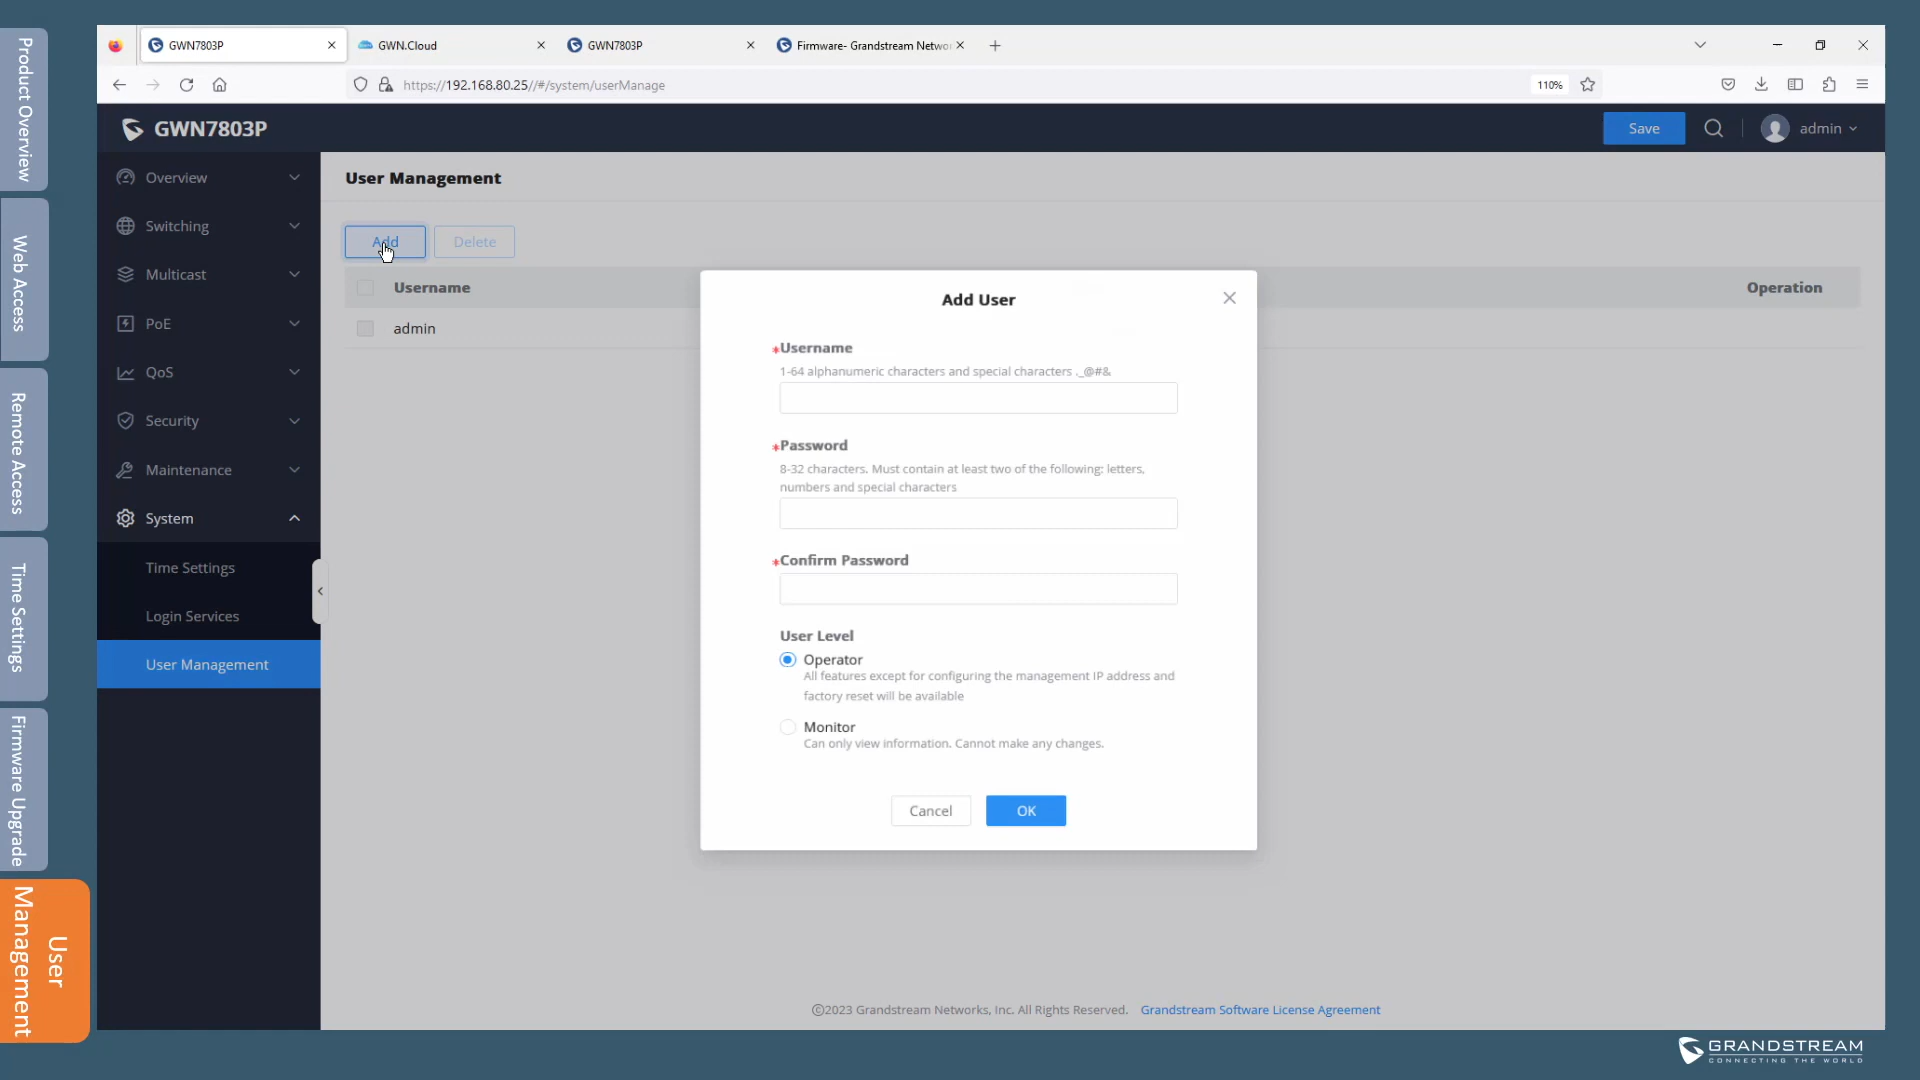 Product Overview
Web Access
Remote Access
Time Settings
Firmware Upgrade
User
Management
GWN7803P
GWN.Cloud
GWN7803P
Firmware- Grandstream Netwo
https://192.168.80.25//#/system/userManage
110%
GWN7803P
Save
admin
Overview
Switching
Multicast
PoE
QoS
Security
Maintenance
System
Time Settings
Login Services
User Management
User Management
Add
Delete
Username
Operation
admin
Add User
*Username
1-64 alphanumeric characters and special characters ._@#&
*Password
8-32 characters. Must contain at least two of the following: letters,
numbers and special characters
*Confirm Password
User Level
Operator
All features except for configuring the management IP address and
factory reset will be available
Monitor
Can only view information. Cannot make any changes.
Cancel
OK
©2023 Grandstream Networks, Inc. All Rights Reserved. Grandstream Software License Agreement
GRANDSTREAM
CONNECTING THE WORLD